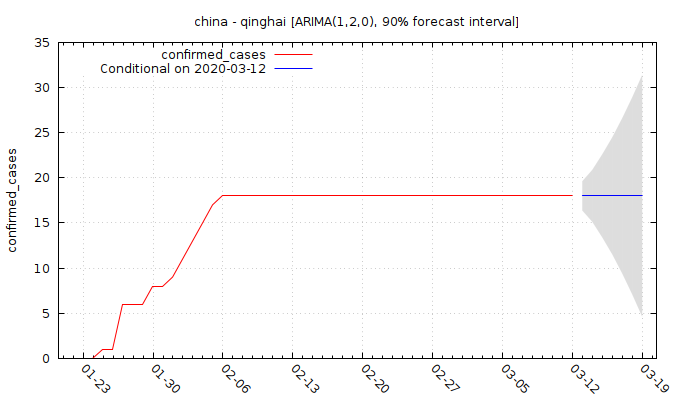 china - qinghai [ARIMA(1,2,0), 90% forecast interval]
confirmed_cases
Conditional on 2020-03-12
confirmed_cases
35
30
25
20
15
10
5
0
01-23 01-30 02-06 02-13 02-20 02-27 03-05 03-12 03-19